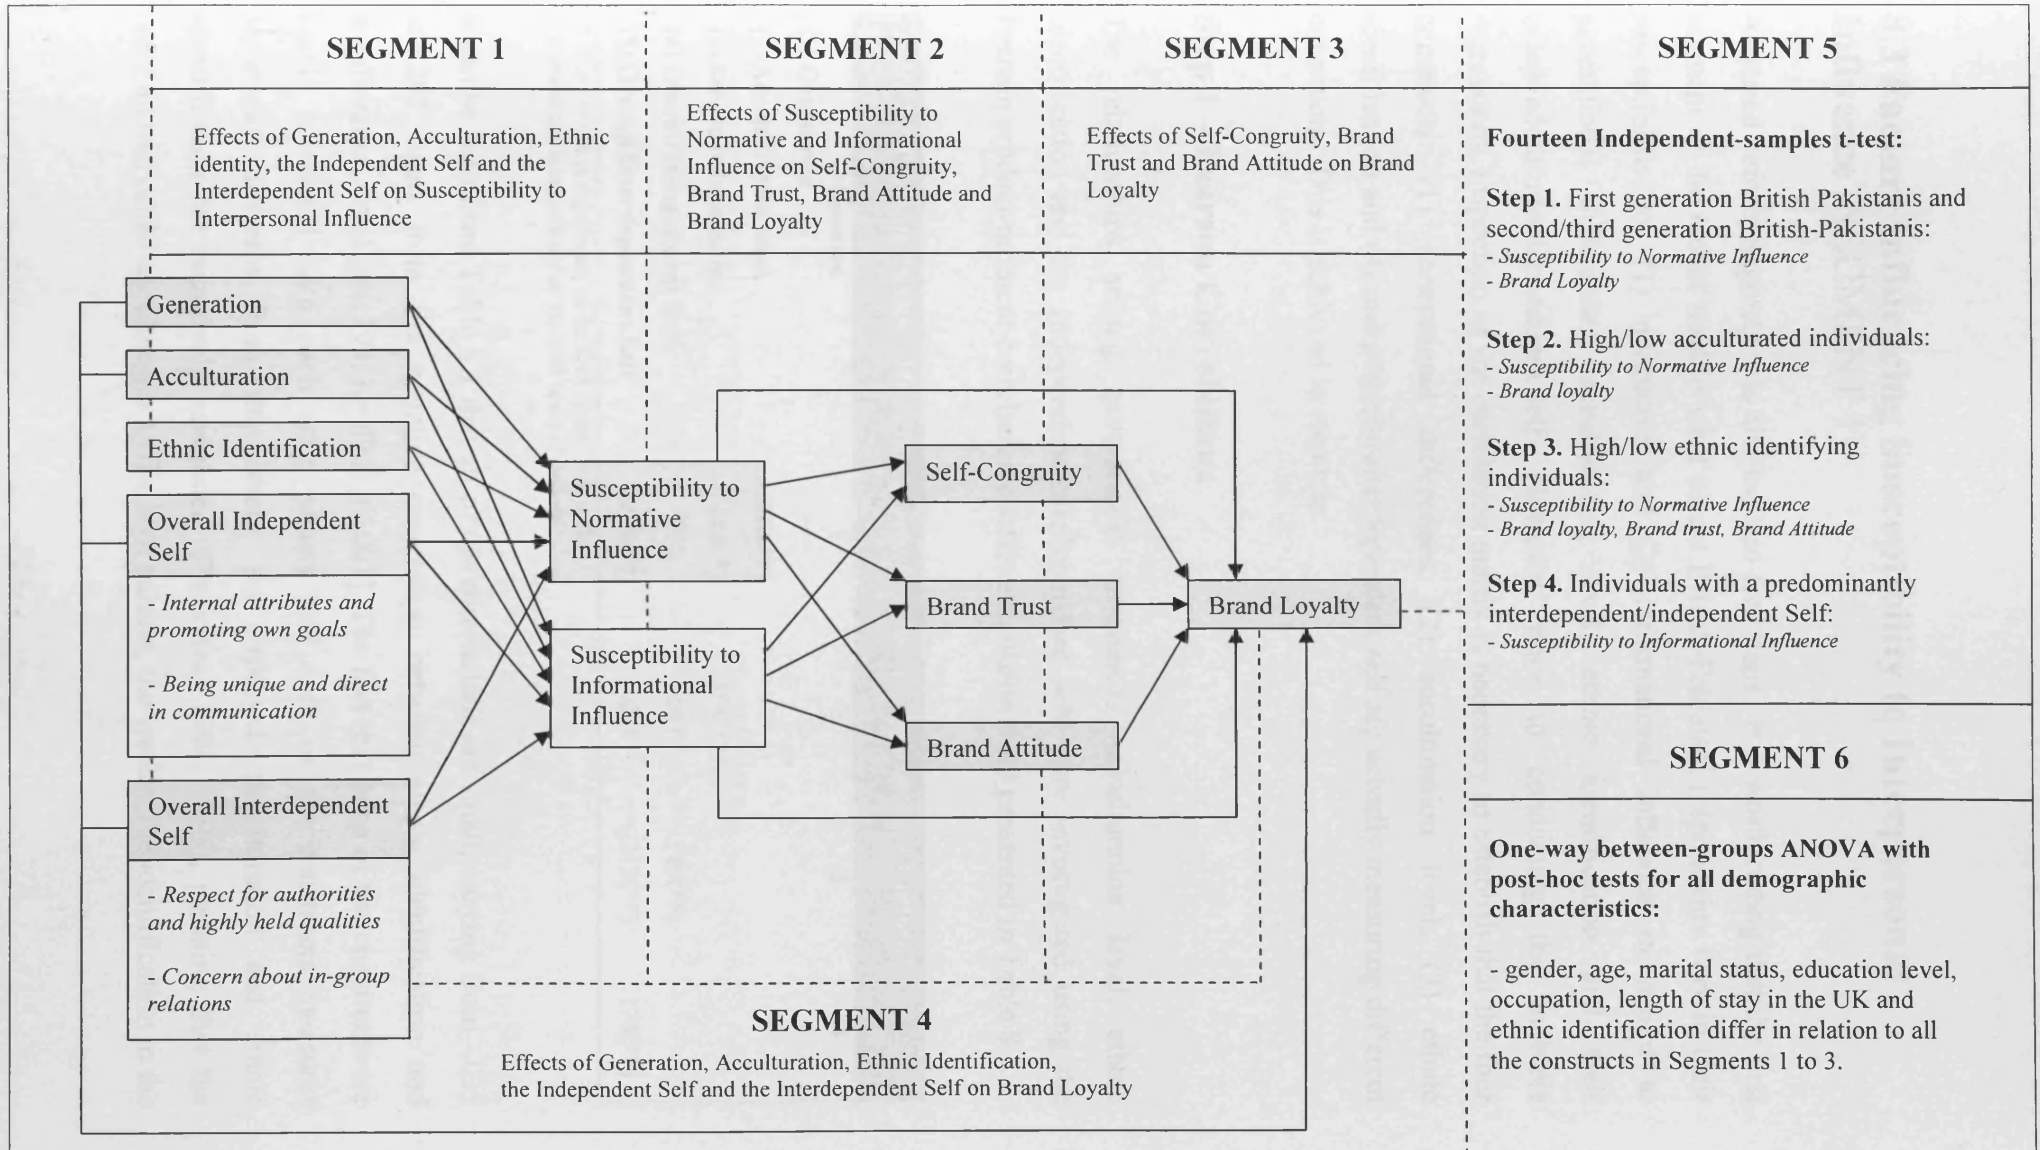 SEGMENT 1
Effects of Generation, Acculturation, Ethnic
identity, the Independent Self and the
Interdependent Self on Susceptibility to
Interpersonal Influence
SEGMENT 2
Effects of Susceptibility to
Normative and Informational
Influence on Self-Congruity,
Brand Trust, Brand Attitude and
Brand Loyalty
SEGMENT 3
Effects of Self-Congruity, Brand
Trust and Brand Attitude on Brand
Loyalty
Generation
Acculturation
Ethnic Identification
Overall Independent
Self
- Internal attributes and
promoting own goals
- Being unique and direct
in communication
Overall Interdependent
Self
- Respect for authorities
and highly held qualities
- Concern about in-group
relations
Susceptibility to
Normative
Influence
Susceptibility to
Informational
Influence
Self-Congruity
Brand Trust
Brand Attitude
Brand Loyalty
SEGMENT 4
Effects of Generation, Acculturation, Ethnic Identification,
the Independent Self and the Interdependent Self on Brand Loyalty
SEGMENT 5
Fourteen Independent-samples t-test:
Step 1. First generation British Pakistanis and
second/third generation British-Pakistanis:
- Susceptibility to Normative Influence
- Brand Loyalty
Step 2. High/low acculturated individuals:
- Susceptibility to Normative Influence
- Brand loyalty
Step 3. High/low ethnic identifying
individuals:
- Susceptibility to Normative Influence
- Brand loyalty, Brand trust, Brand Attitude
Step 4. Individuals with a predominantly
interdependent/independent Self:
- Susceptibility to Informational Influence
SEGMENT 6
One-way between-groups ANOVA with
post-hoc tests for all demographic
characteristics:
- gender, age, marital status, education level,
occupation, length of stay in the UK and
ethnic identification differ in relation to all
the constructs in Segments 1 to 3.